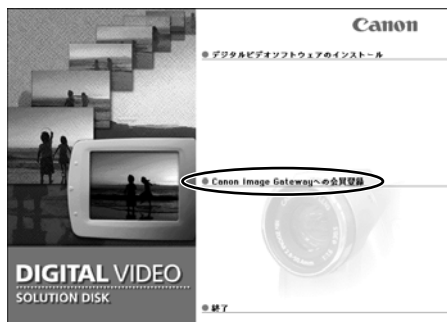 Canon
デジタルビデオソフトウェアのインストール
Canon Image Gatewayへの会員登録
DIGITAL VIDEO
SOLUTION DISK
終了